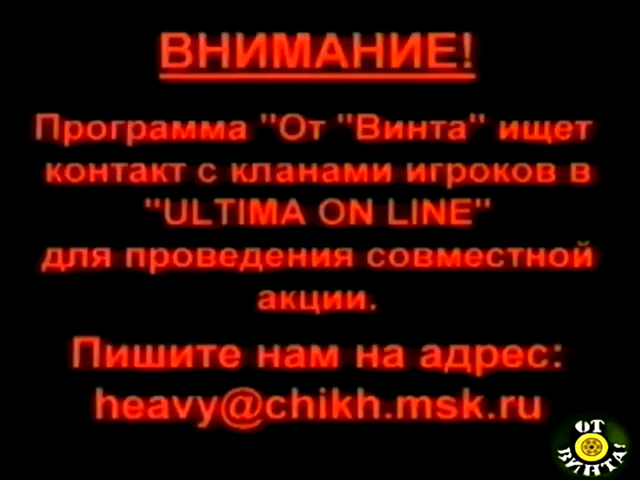 ВНИМАНИЕ!
Программа "От "Винта" ищет
контакт с кланами игроков в
"ULTIMA ON LINE"
для проведения совместной
акции.
Пишите нам на адрес:
heavy@chikh.msk.ru
ОТ
ВИНТА!